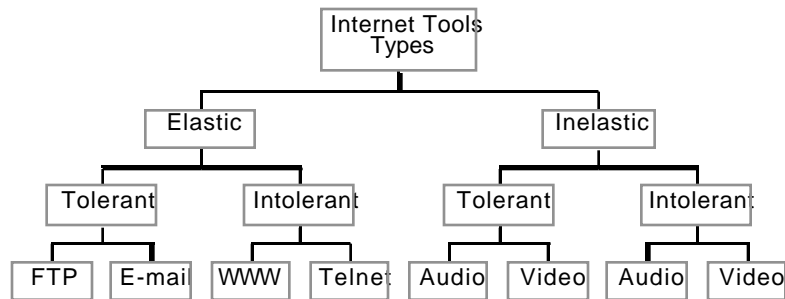 Internet Tools
Types
Elastic
Inelastic
Tolerant
Intolerant
Tolerant
Intolerant
FTP
E-mail
WWW
Telnet
Audio
Video
Audio
Video